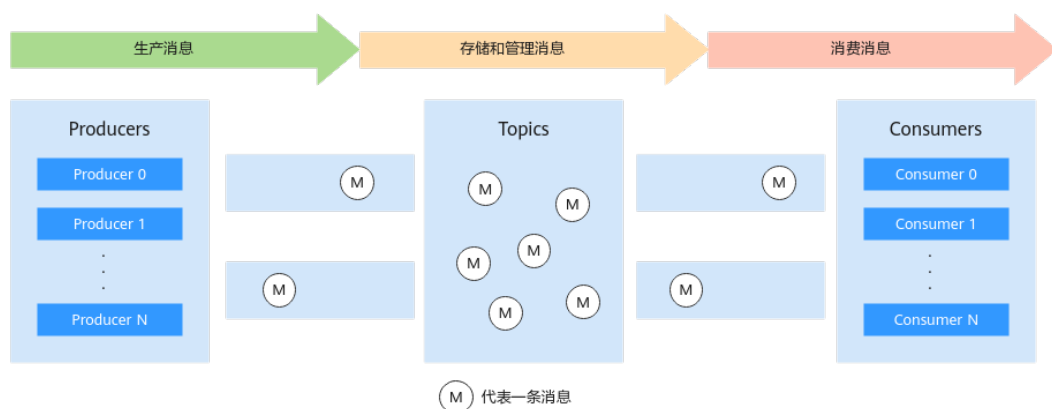 生产消息
存储和管理消息
消费消息
Producers
Topics
Consumers
Producer 0
M
M
Consumer 0
M
M
Producer 1
Consumer 1
M
M
M
M
M
M
Producer N
M
Consumer N
M 代表一条消息